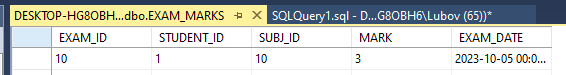 DESKTOP-HG8OBH...dbo.EXAM_MARKS SQLQuery1.sql - D...G8OBH6\Lubov (65))*
EXAM_ID STUDENT_ID SUBJ_ID MARK EXAM_DATE
10 1 10 3 2023-10-05 00:0...